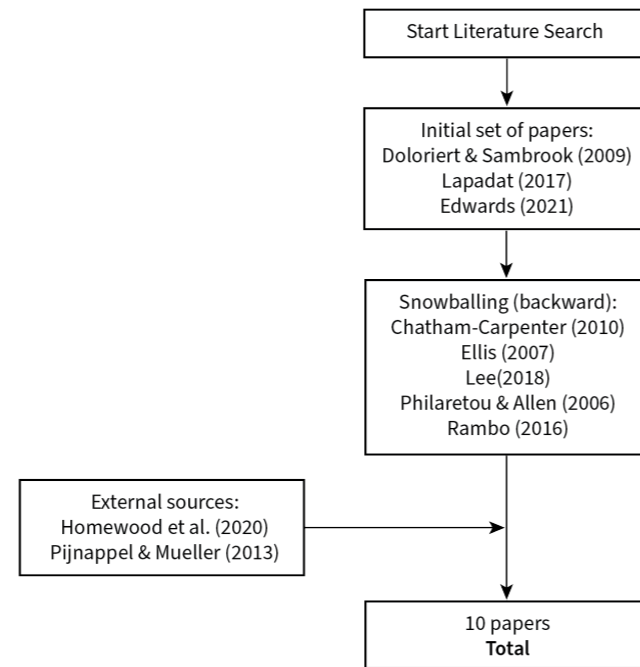 Start Literature Search
Initial set of papers:
Doloriert & Sambrook (2009)
Lapadat (2017)
Edwards (2021)
Snowballing (backward):
Chatham-Carpenter (2010)
Ellis (2007)
Lee(2018)
Philaretou & Allen (2006)
Rambo (2016)
External sources:
Homewood et al. (2020)
Pijnappel & Mueller (2013)
10 papers
Total